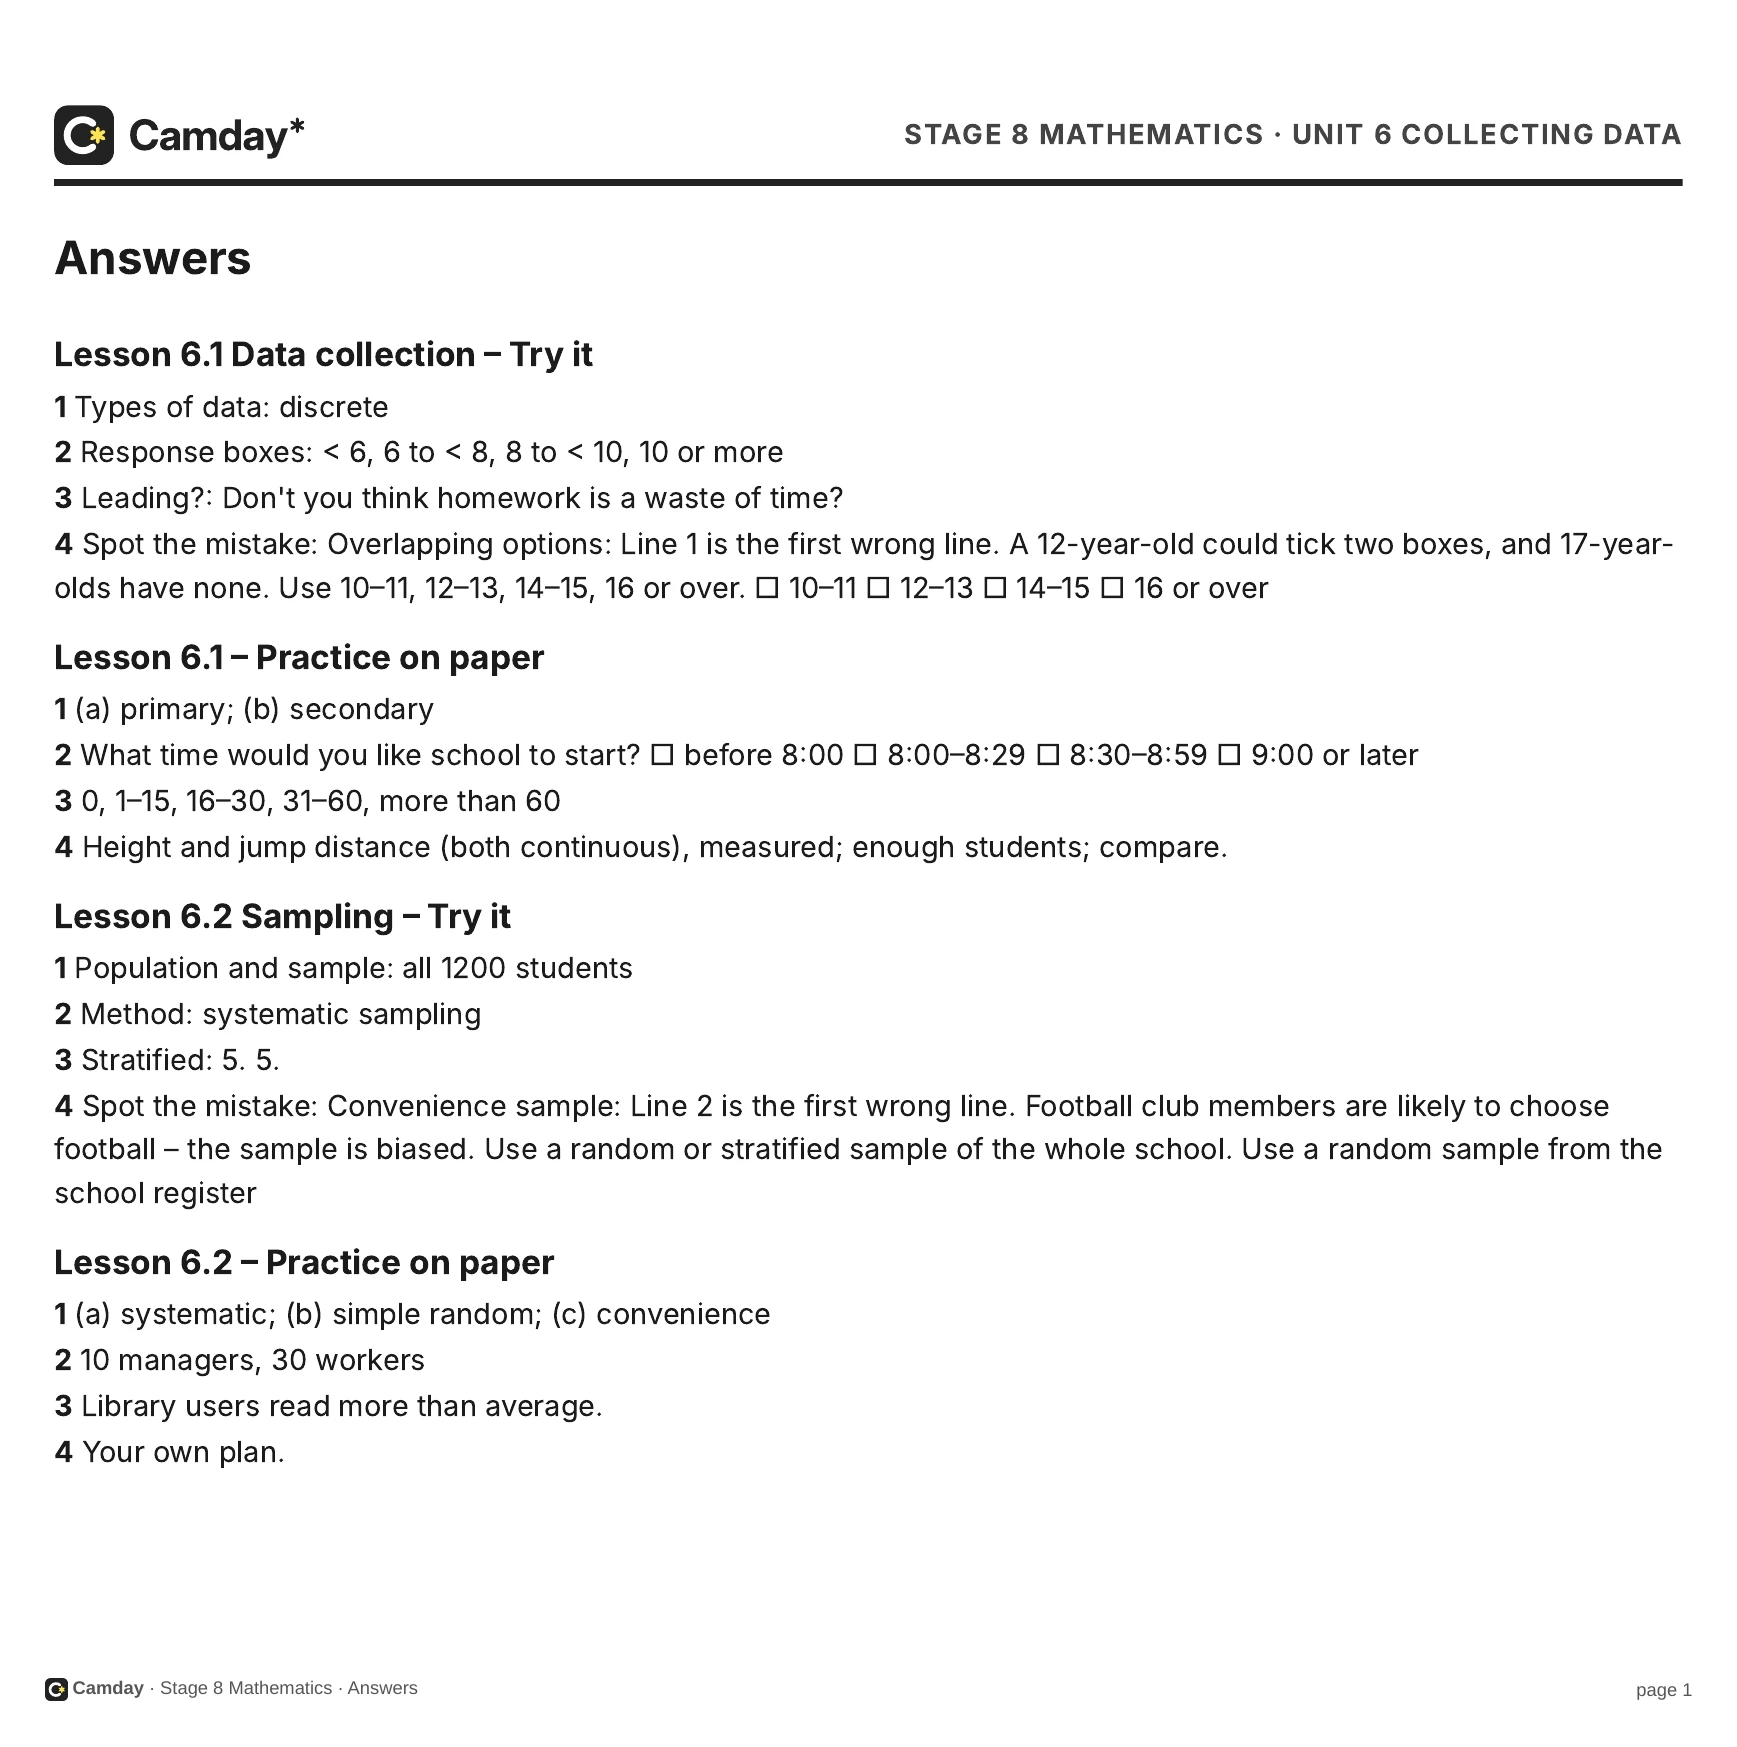 Camday*
STAGE 8 MATHEMATICS · UNIT 6 COLLECTING DATA
Answers
Lesson 6.1 Data collection – Try it
1 Types of data: discrete
2 Response boxes: < 6, 6 to < 8, 8 to < 10, 10 or more
3 Leading?: Don't you think homework is a waste of time?
4 Spot the mistake: Overlapping options: Line 1 is the first wrong line. A 12-year-old could tick two boxes, and 17-year-
olds have none. Use 10–11, 12–13, 14–15, 16 or over. ☐ 10–11 ☐ 12–13 ☐ 14–15 ☐ 16 or over
Lesson 6.1 – Practice on paper
1 (a) primary; (b) secondary
2 What time would you like school to start? ☐ before 8:00 ☐ 8:00–8:29 ☐ 8:30–8:59 ☐ 9:00 or later
3 0, 1–15, 16–30, 31–60, more than 60
4 Height and jump distance (both continuous), measured; enough students; compare.
Lesson 6.2 Sampling – Try it
1 Population and sample: all 1200 students
2 Method: systematic sampling
3 Stratified: 5. 5.
4 Spot the mistake: Convenience sample: Line 2 is the first wrong line. Football club members are likely to choose
football – the sample is biased. Use a random or stratified sample of the whole school. Use a random sample from the
school register
Lesson 6.2 – Practice on paper
1 (a) systematic; (b) simple random; (c) convenience
2 10 managers, 30 workers
3 Library users read more than average.
4 Your own plan.
Camday · Stage 8 Mathematics · Answers
page 1